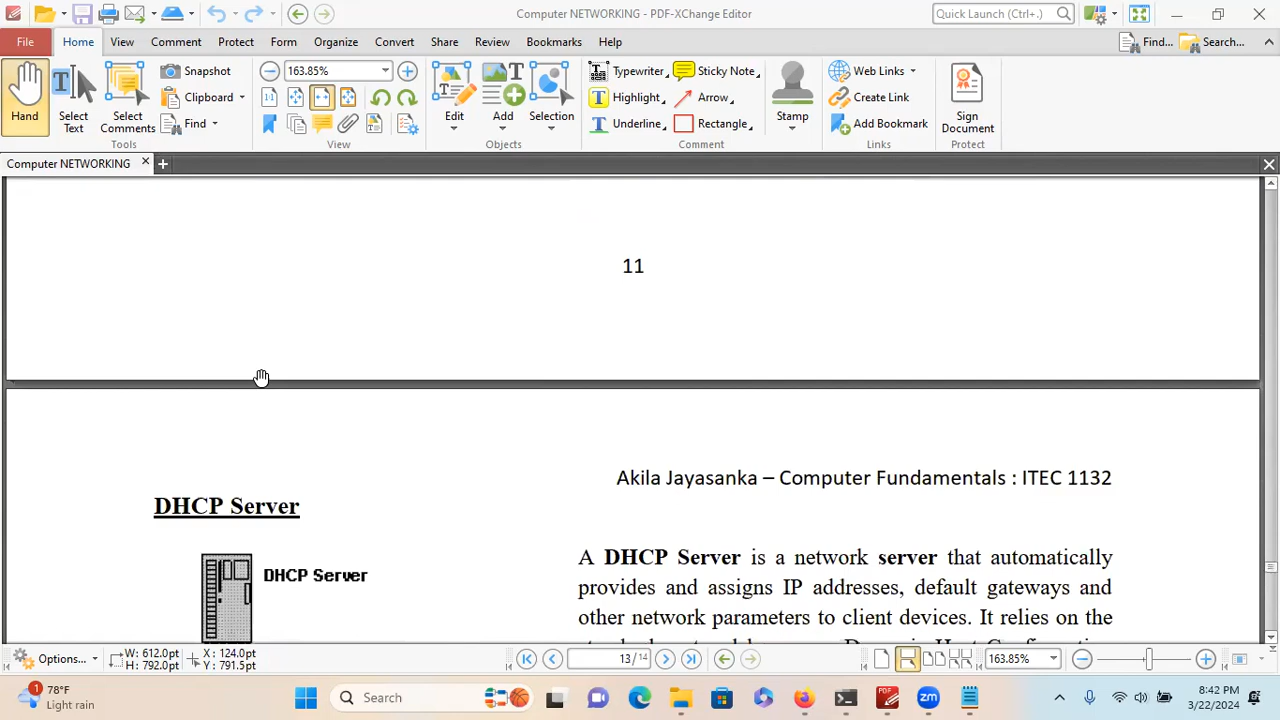 Computer NETWORKING - PDF-XChange Editor
Quick Launch (Ctrl+.)
File Home View Comment Protect Form Organize Convert Share Review Bookmarks Help
Find...
Search...
Hand
Select Text
Select Comments
Snapshot
Clipboard
Find
Tools
163.85%
View
Edit
Add
Selection
Objects
Typewriter
Highlight
Underline
Sticky Note
Arrow
Rectangle
Stamp
Comment
Web Links
Create Link
Add Bookmark
Links
Sign Document
Protect
Computer NETWORKING
11
Akila Jayasanka – Computer Fundamentals : ITEC 1132
DHCP Server
DHCP Server
A DHCP Server is a network server that automatically
provides and assigns IP addresses, default gateways and
other network parameters to client devices. It relies on the
Options...
W: 612.0pt
H: 792.0pt
X : 124.0pt
Y : 791.5pt
13 / 14
163.85%
1
78°F
Light rain
Search
PDF
zm
8:42 PM
3/22/2024